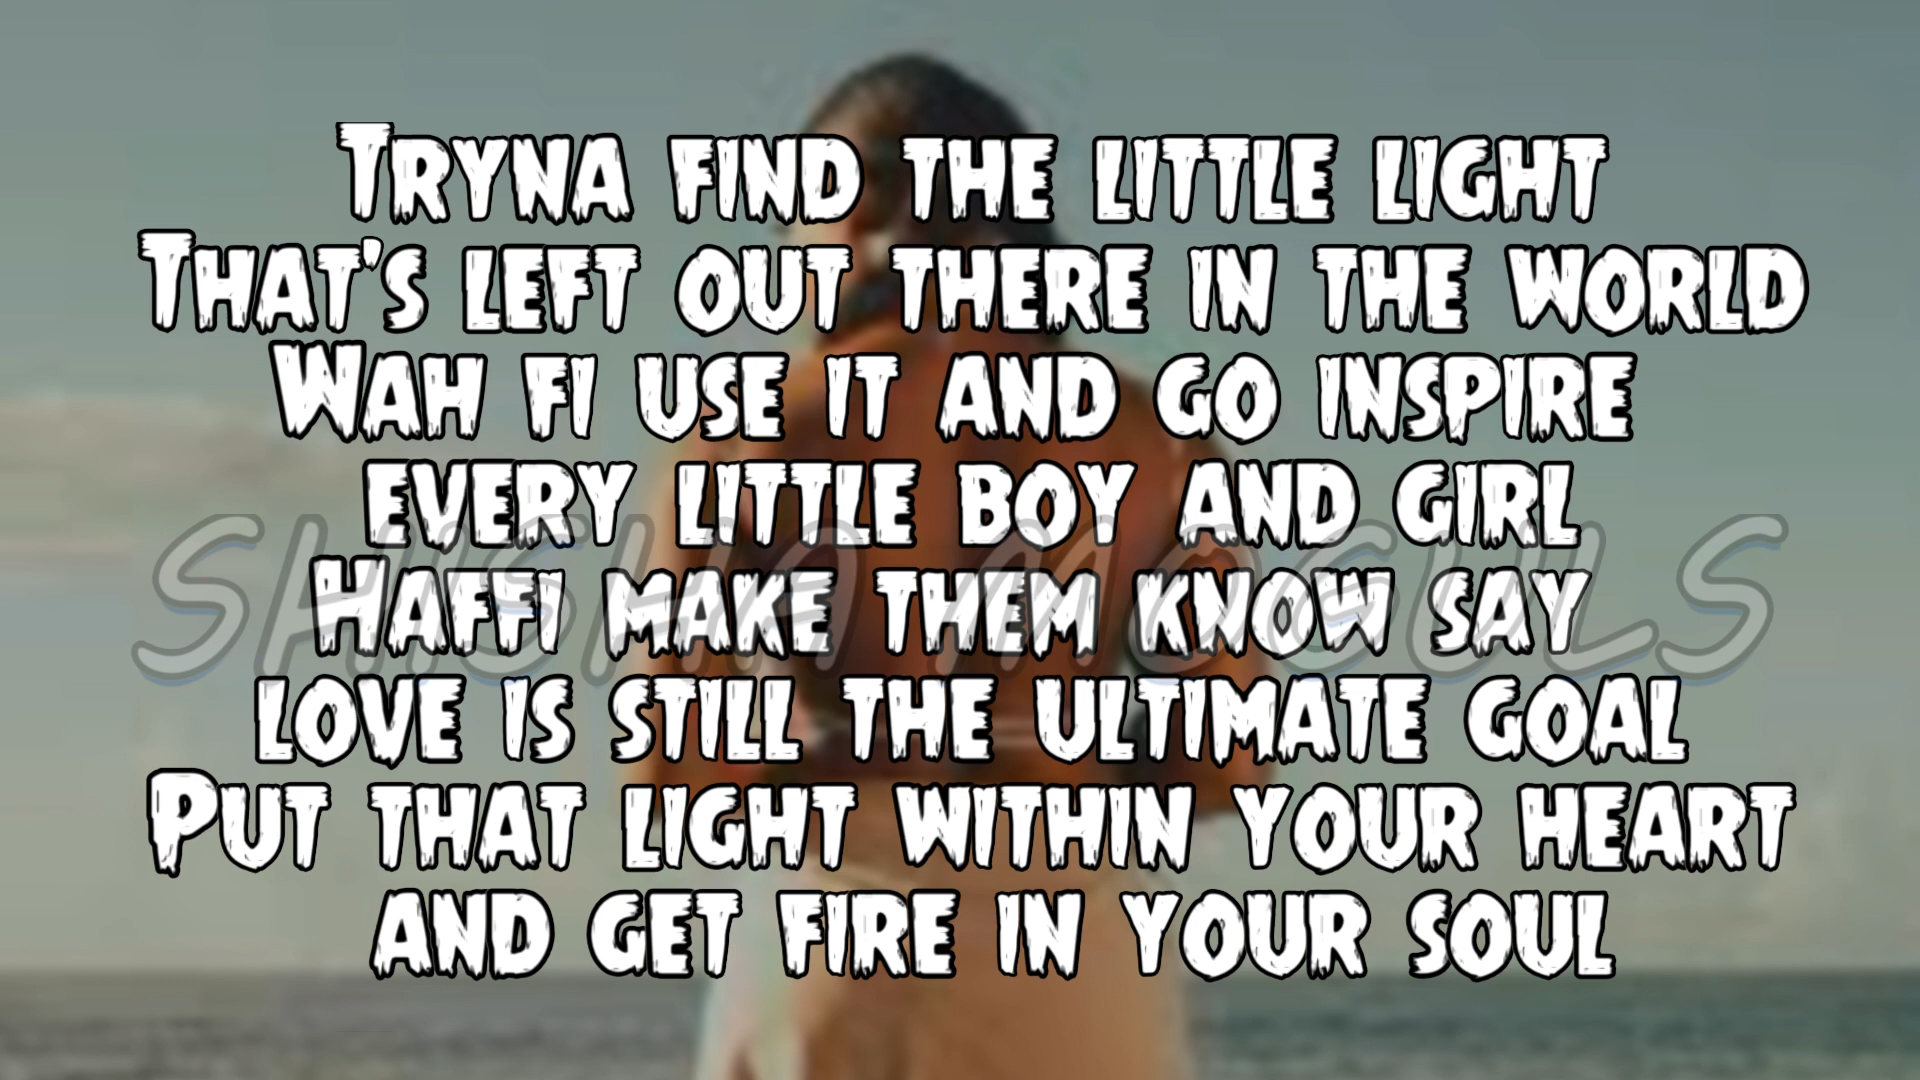 Tryna find the little light
That's left out there in the world
Wah fi use it and go inspire
every little boy and girl
SHISHA MOGULS
Haffi make them know say
love is still the ultimate goal
Put that light within your heart
and get fire in your soul